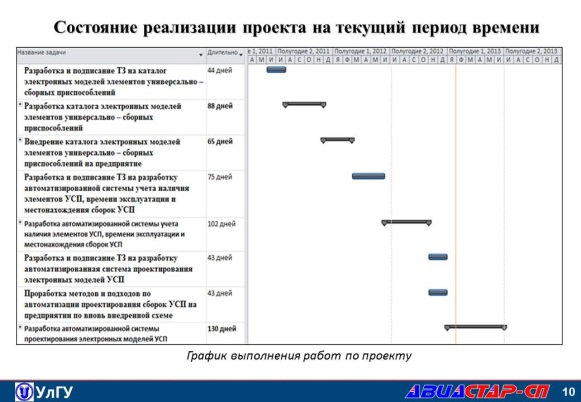 Состояние реализации проекта на текущий период времени
Название задачи
Длительно
е 1, 2011 Полугодие 2, 2011 Полугодие 1, 2012 Полугодие 2, 2012 Полугодие 1, 2013 Полугодие 2, 2013
А М И И А С О Н Д Я Ф М А М И И А С О Н Д Я Ф М А М И И А С О Н Д
Разработка и подписание ТЗ на каталог
электронных моделей элементов универсально –
сборных приспособлений
44 дней
Разработка каталога электронных моделей
элементов универсально – сборных
приспособлений
88 дней
Внедрение каталога электронных моделей
элементов универсально – сборных
приспособлений на предприятие
65 дней
Разработка и подписание ТЗ на разработку
автоматизированной системы учета наличия
элементов УСП, времени эксплуатации и
местонахождения сборок УСП
75 дней
Разработка автоматизированной системы учета
наличия элементов УСП, времени эксплуатации и
местонахождения сборок УСП
102 дней
Разработка и подписание ТЗ на разработку
автоматизированная система проектирования
электронных моделей УСП
43 дней
Проработка методов и подходов по
автоматизации проектирования сборок УСП на
предприятии по вновь внедренной схеме
43 дней
Разработка автоматизированной системы
проектирования электронных моделей УСП
130 дней
График выполнения работ по проекту
УлГУ
АВИАСТАР-СП
10